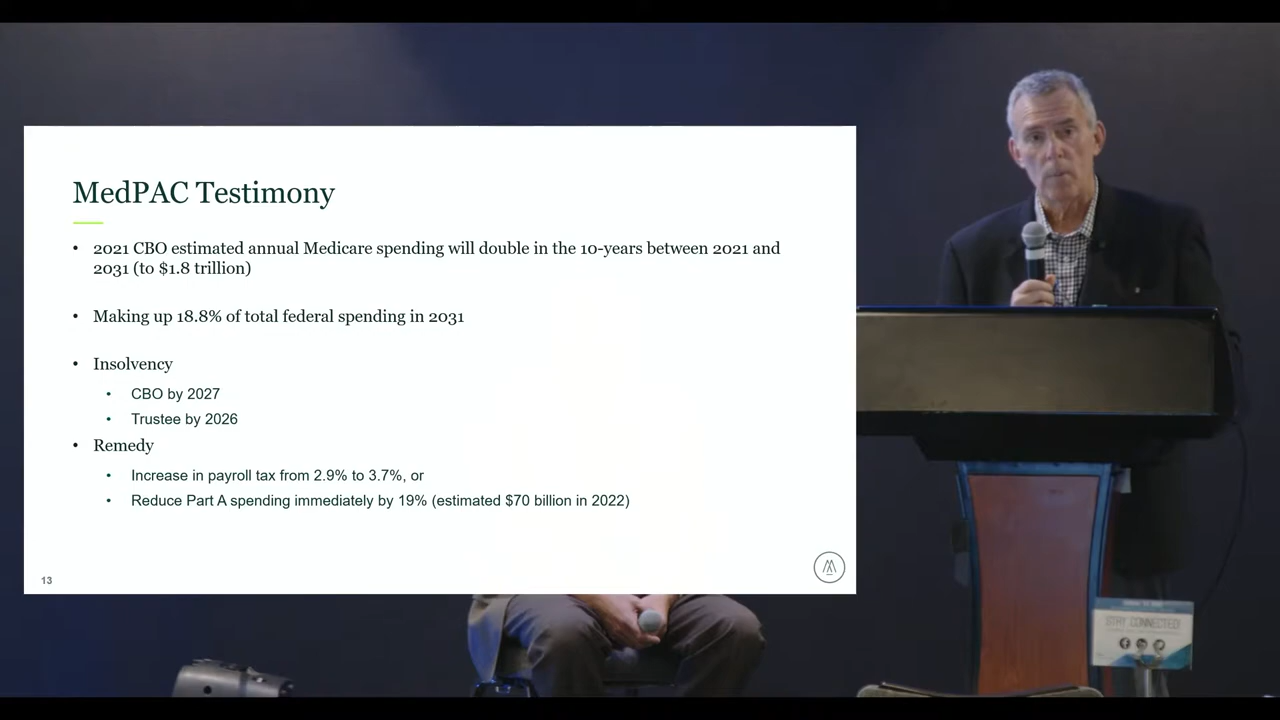 MedPAC Testimony
• 2021 CBO estimated annual Medicare spending will double in the 10-years between 2021 and
2031 (to $1.8 trillion)
• Making up 18.8% of total federal spending in 2031
• Insolvency
• CBO by 2027
• Trustee by 2026
• Remedy
• Increase in payroll tax from 2.9% to 3.7%, or
• Reduce Part A spending immediately by 19% (estimated $70 billion in 2022)
13
STAY CONNECTED!